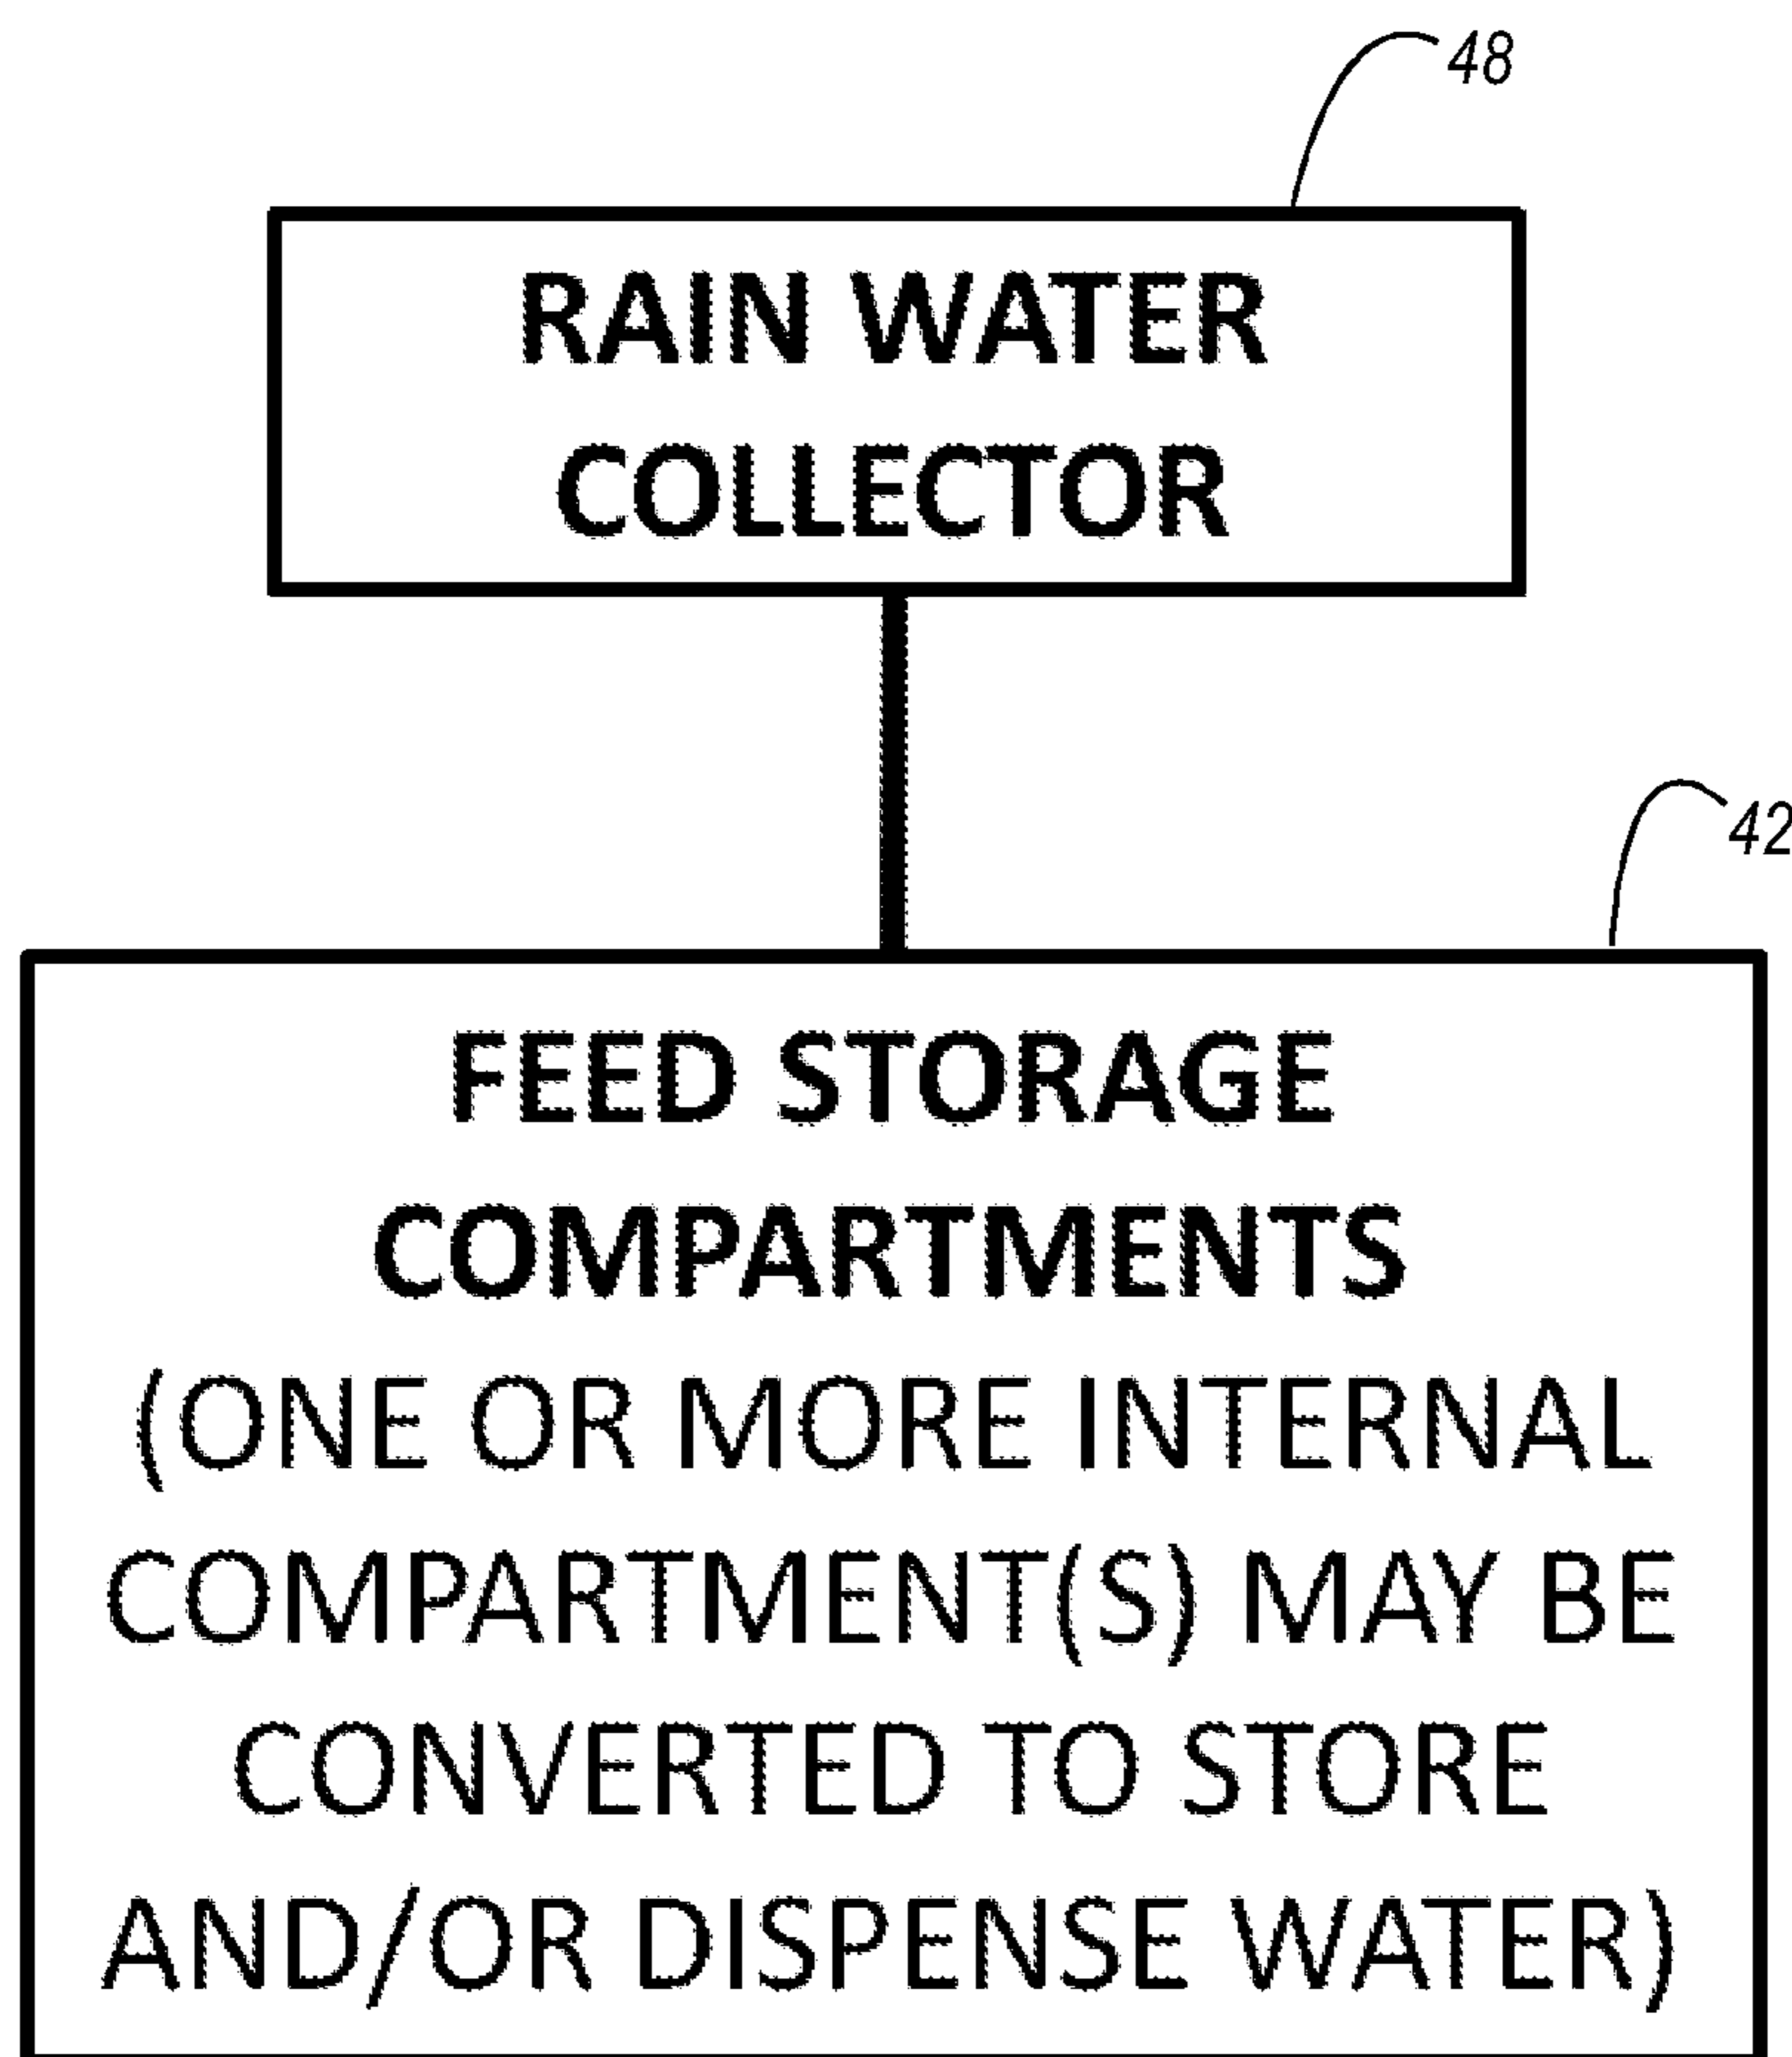 48
RAIN WATER
COLLECTOR
42
FEED STORAGE
COMPARTMENTS
(ONE OR MORE INTERNAL
COMPARTMENT(S) MAY BE
CONVERTED TO STORE
AND/OR DISPENSE WATER)